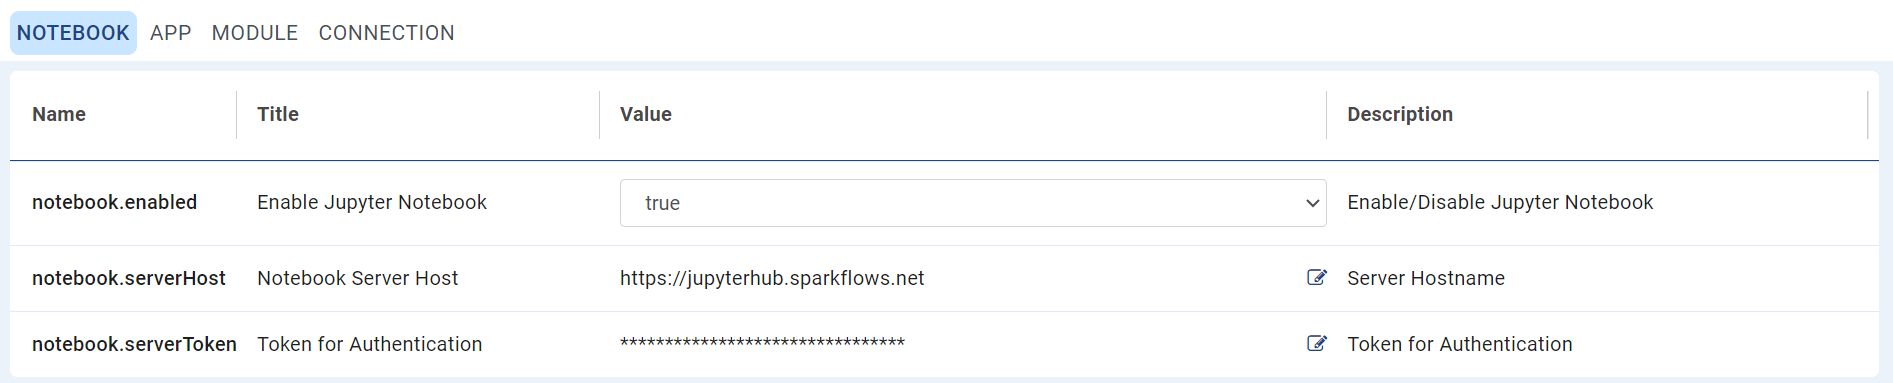 NOTEBOOK APP MODULE CONNECTION
Name Title Value Description
notebook.enabled Enable Jupyter Notebook true Enable/Disable Jupyter Notebook
notebook.serverHost Notebook Server Host https://jupyterhub.sparkflows.net Server Hostname
notebook.serverToken Token for Authentication ******************************** Token for Authentication